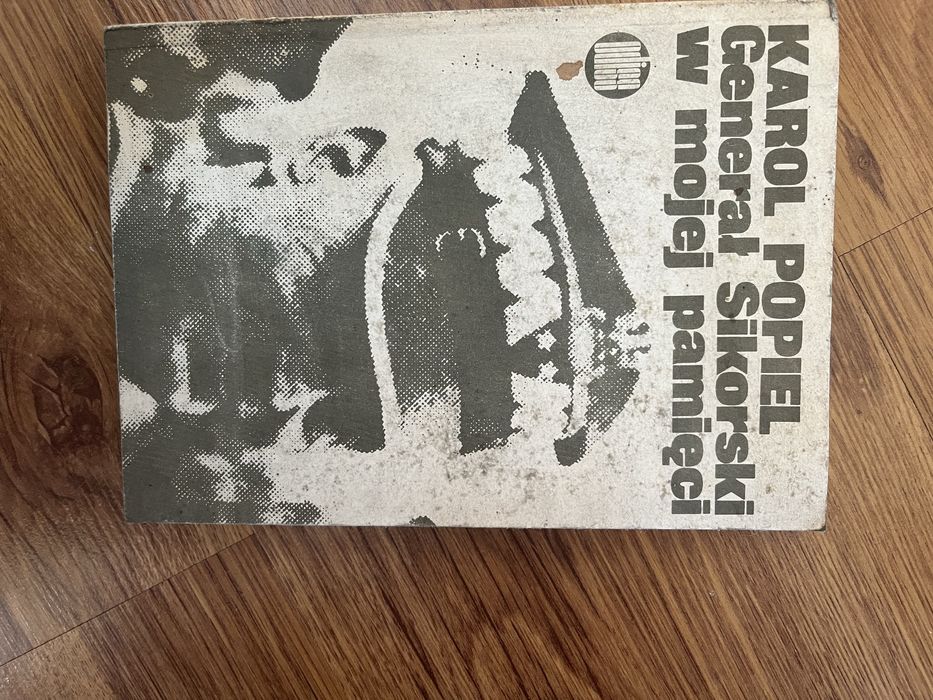 KAROL POPIEL
Generał Sikorski
w mojej pamięci